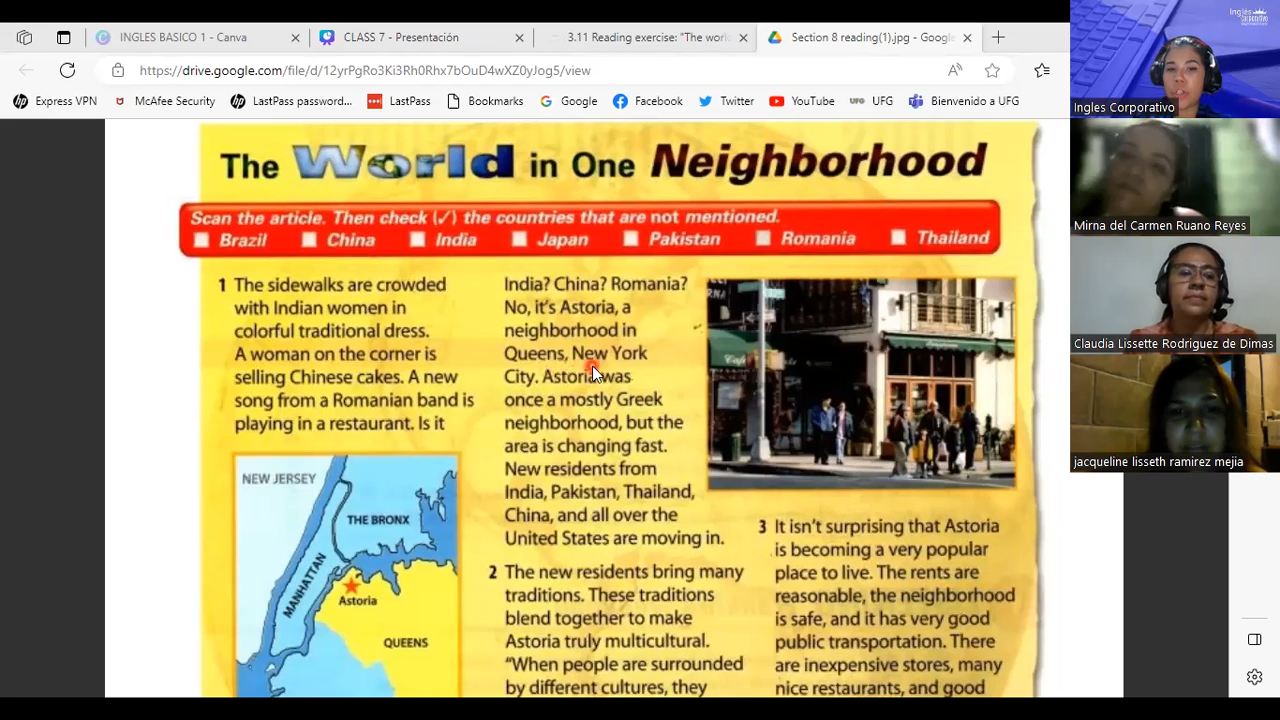 INGLES BASICO 1 - Canva
CLASS 7 - Presentación
3.11 Reading exercise: "The worl
Section 8 reading(1).jpg - Google
https://drive.google.com/file/d/12yrPgRo3Ki3Rh0Rhx7bOuD4wXZ0yJog5/view
Express VPN
McAfee Security
LastPass password...
LastPass
Bookmarks
Google
Facebook
Twitter
YouTube
UFG
Bienvenido a UFG
The World in One Neighborhood
Scan the article. Then check (✓) the countries that are not mentioned.
Brazil China India Japan Pakistan Romania Thailand
1 The sidewalks are crowded
with Indian women in
colorful traditional dress.
A woman on the corner is
selling Chinese cakes. A new
song from a Romanian band is
playing in a restaurant. Is it
NEW JERSEY
THE BRONX
MANHATTAN
Astoria
QUEENS
India? China? Romania?
No, it's Astoria, a
neighborhood in
Queens, New York
City. Astoria was
once a mostly Greek
neighborhood, but the
area is changing fast.
New residents from
India, Pakistan, Thailand,
China, and all over the
United States are moving in.
2 The new residents bring many
traditions. These traditions
blend together to make
Astoria truly multicultural.
"When people are surrounded
by different cultures, they
3 It isn't surprising that Astoria
is becoming a very popular
place to live. The rents are
reasonable, the neighborhood
is safe, and it has very good
public transportation. There
are inexpensive stores, many
nice restaurants, and good
Inglés
Ingles Corporativo
Mirna del Carmen Ruano Reyes
Claudia Lissette Rodriguez de Dimas
jacqueline lisseth ramirez mejia